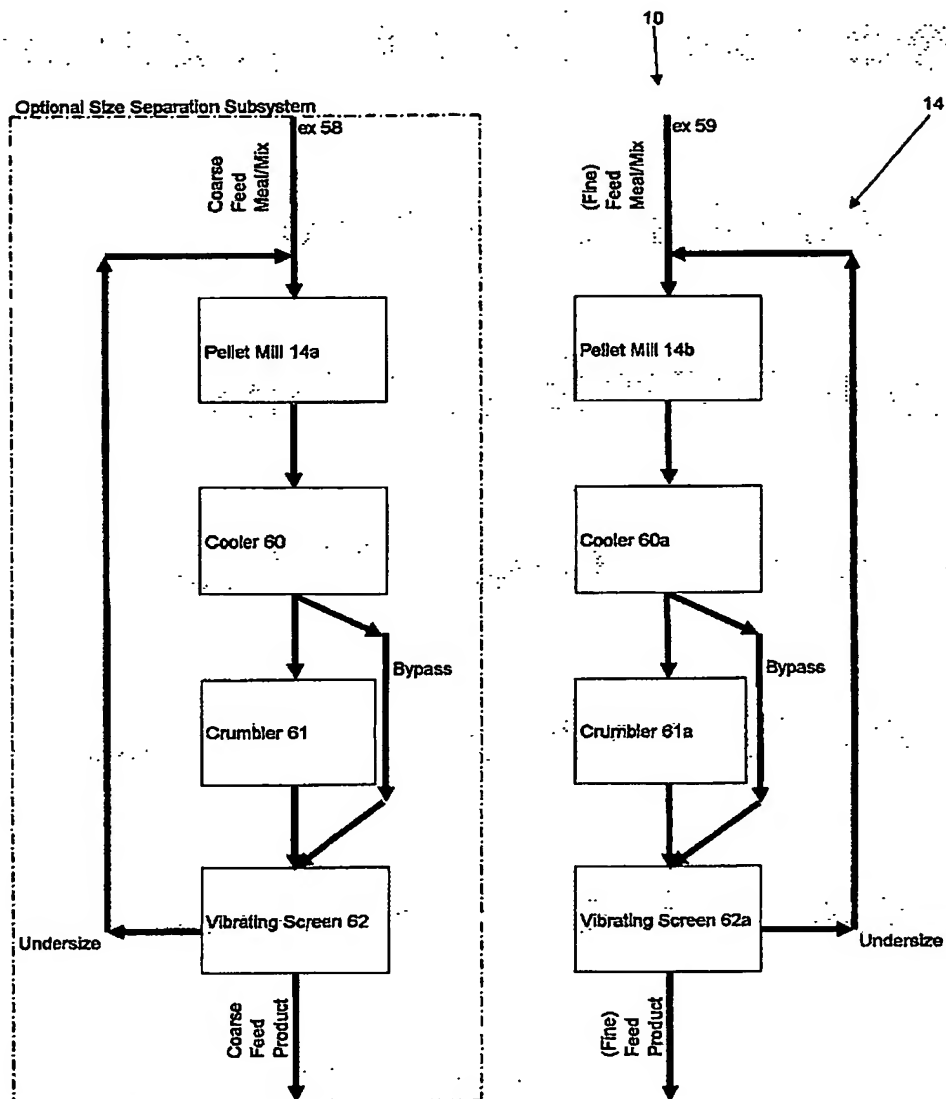 10
14
Optional Size Separation Subsystem
ex 58
Coarse
Feed
Meal/Mix
Pellet Mill 14a
Cooler 60
Bypass
Crumbler 61
Vibrating Screen 62
Undersize
Coarse
Feed
Product
ex 59
(Fine)
Feed
Meal/Mix
Pellet Mill 14b
Cooler 60a
Bypass
Crumbler 61a
Vibrating Screen 62a
Undersize
(Fine)
Feed
Product